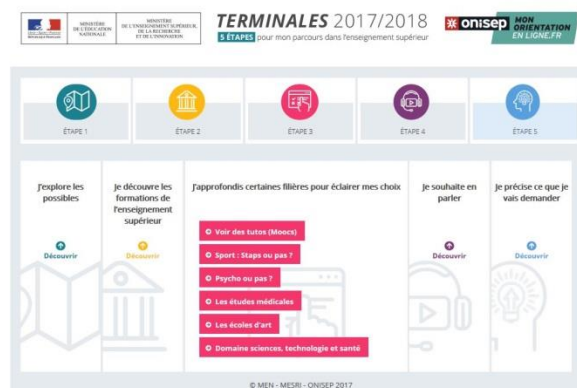 MINISTÈRE
DE L'ÉDUCATION
NATIONALE
MINISTÈRE
DE L'ENSEIGNEMENT SUPÉRIEUR,
DE LA RECHERCHE
ET DE L'INNOVATION
TERMINALES 2017/2018
5 ÉTAPES pour mon parcours dans l'enseignement supérieur
onisep
MON
ORIENTATION
EN LIGNE.FR
ÉTAPE 1
ÉTAPE 2
ÉTAPE 3
ÉTAPE 4
ÉTAPE 5
J'explore les
possibles
Découvrir
Je découvre les
formations de
l'enseignement
supérieur
Découvrir
J'approfondis certaines filières pour éclairer mes choix
Voir des tutos (Moocs)
Sport : Staps ou pas ?
Psycho ou pas ?
Les études médicales
Les écoles d'art
Domaine sciences, technologie et santé
Je souhaite en
parler
Découvrir
Je précise ce que je
vais demander
Découvrir
© MEN - MESRI - ONISEP 2017